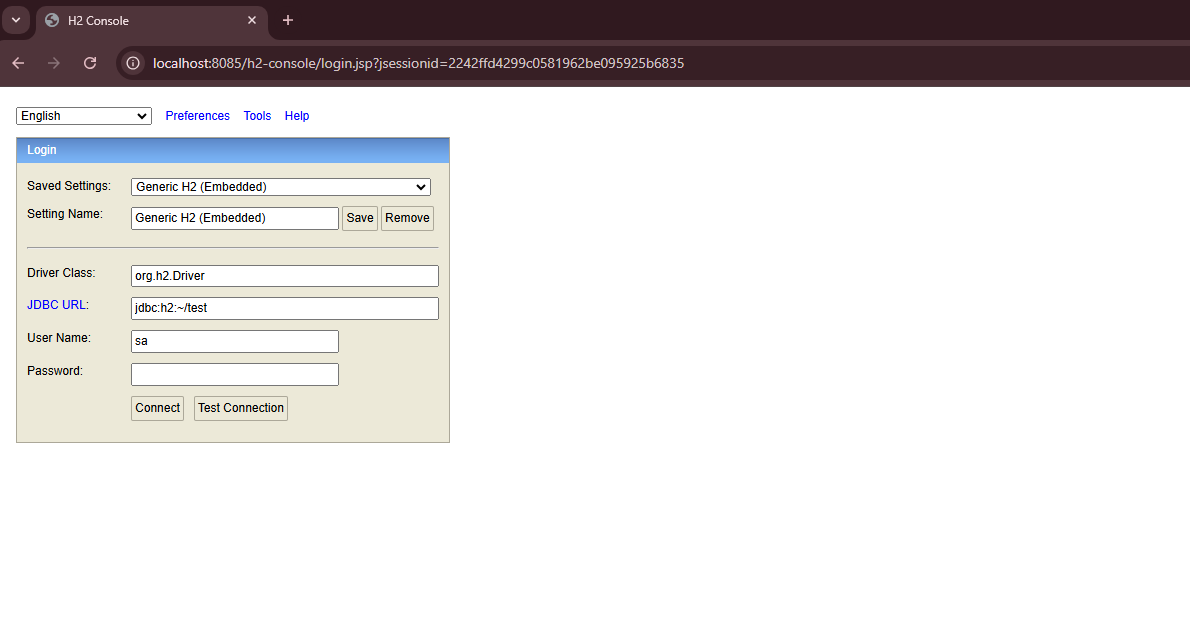 H2 Console
localhost:8085/h2-console/login.jsp?jsessionid=2242ffd4299c0581962be095925b6835
English Preferences Tools Help
Login
Saved Settings: Generic H2 (Embedded)
Setting Name: Generic H2 (Embedded) Save Remove
Driver Class: org.h2.Driver
JDBC URL: jdbc:h2:~/test
User Name: sa
Password:
Connect Test Connection